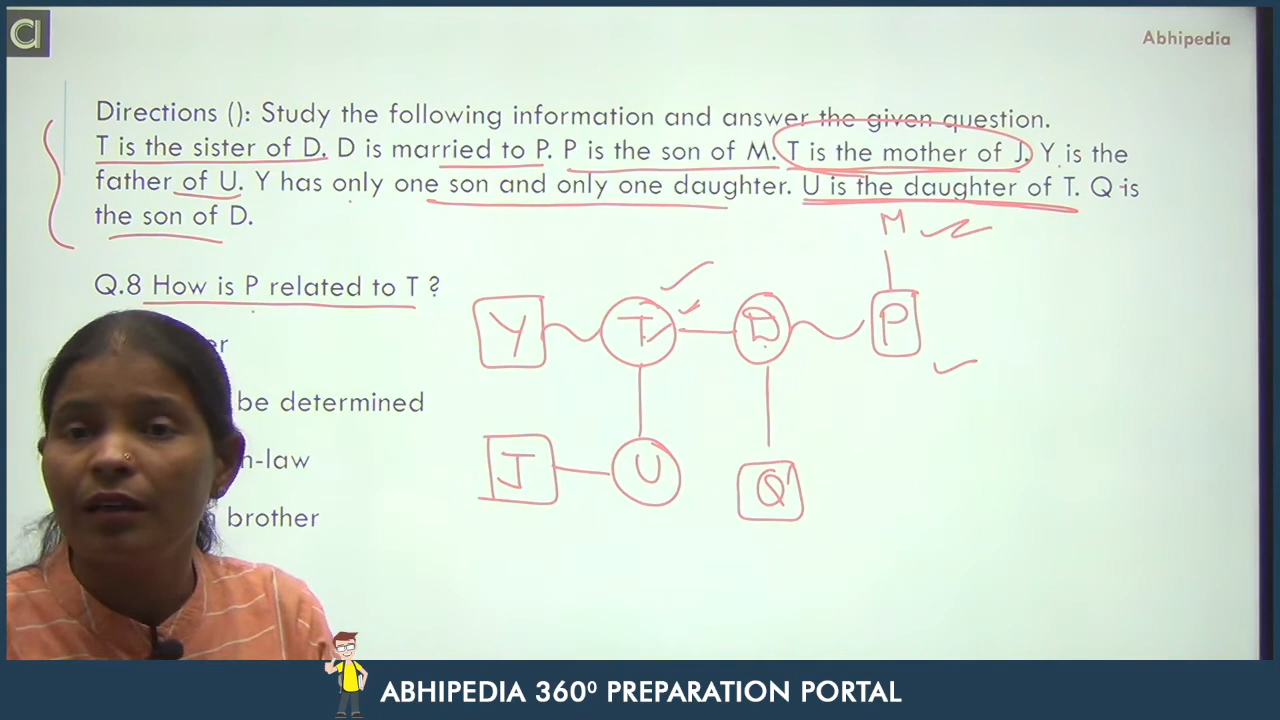 Abhipedia
Directions (): Study the following information and answer the given question.
T is the sister of D. D is married to P. P is the son of M. T is the mother of J. Y is the
father of U. Y has only one son and only one daughter. U is the daughter of T. Q is
the son of D.
M
Q.8 How is P related to T ?
Y T D P
be determined
J U Q
brother
ABHIPEDIA 360⁰ PREPARATION PORTAL